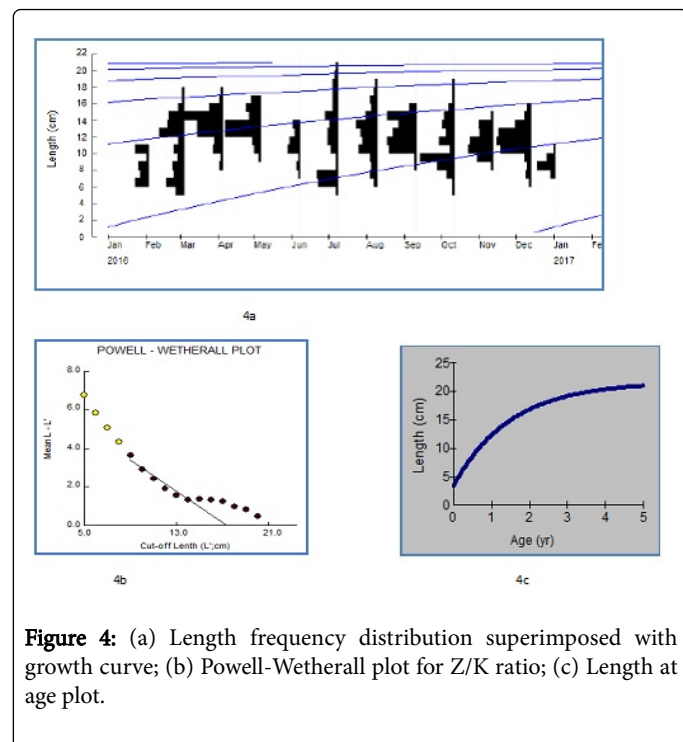 22
20
18
16
14
12
10
8
6
4
2
0
Length (cm)
Jan Feb Mar Apr May Jun Jul Aug Sep Oct Nov Dec Jan Fe
2016 2017
4a
POWELL - WETHERALL PLOT
8.0
6.0
4.0
2.0
0.0
Mean L - L'
5.0 13.0 21.0
Cut-off Lenth (L';cm)
4b
25
20
15
10
5
0
Length (cm)
0 1 2 3 4 5
Age (yr)
4c
Figure 4: (a) Length frequency distribution superimposed with
growth curve; (b) Powell-Wetherall plot for Z/K ratio; (c) Length at
age plot.